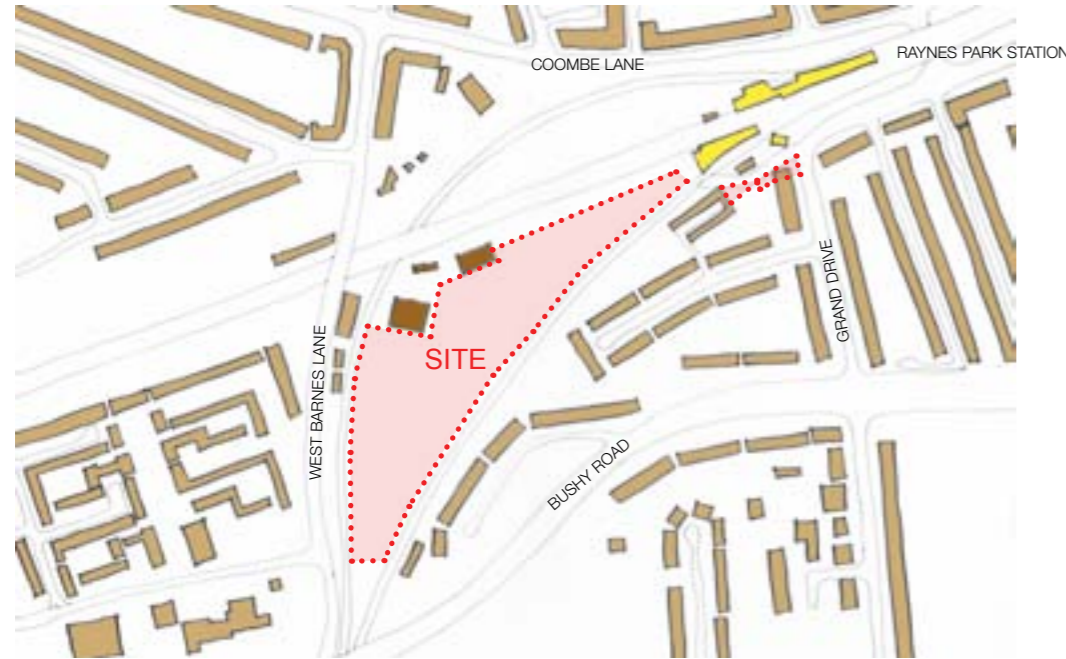 RAYNES PARK STATION
COOMBE LANE
GRAND DRIVE
SITE
WEST BARNES LANE
BUSHY ROAD